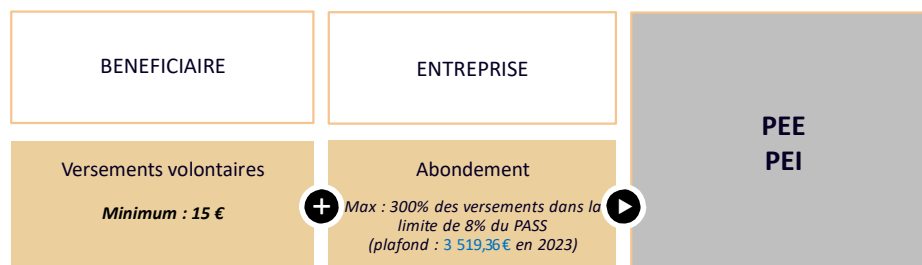 BENEFICIAIRE
ENTREPRISE
PEE
PEI
Versements volontaires
Minimum : 15 €
Abondement
Max : 300% des versements dans la
limite de 8% du PASS
(plafond : 3 519,36 € en 2023)